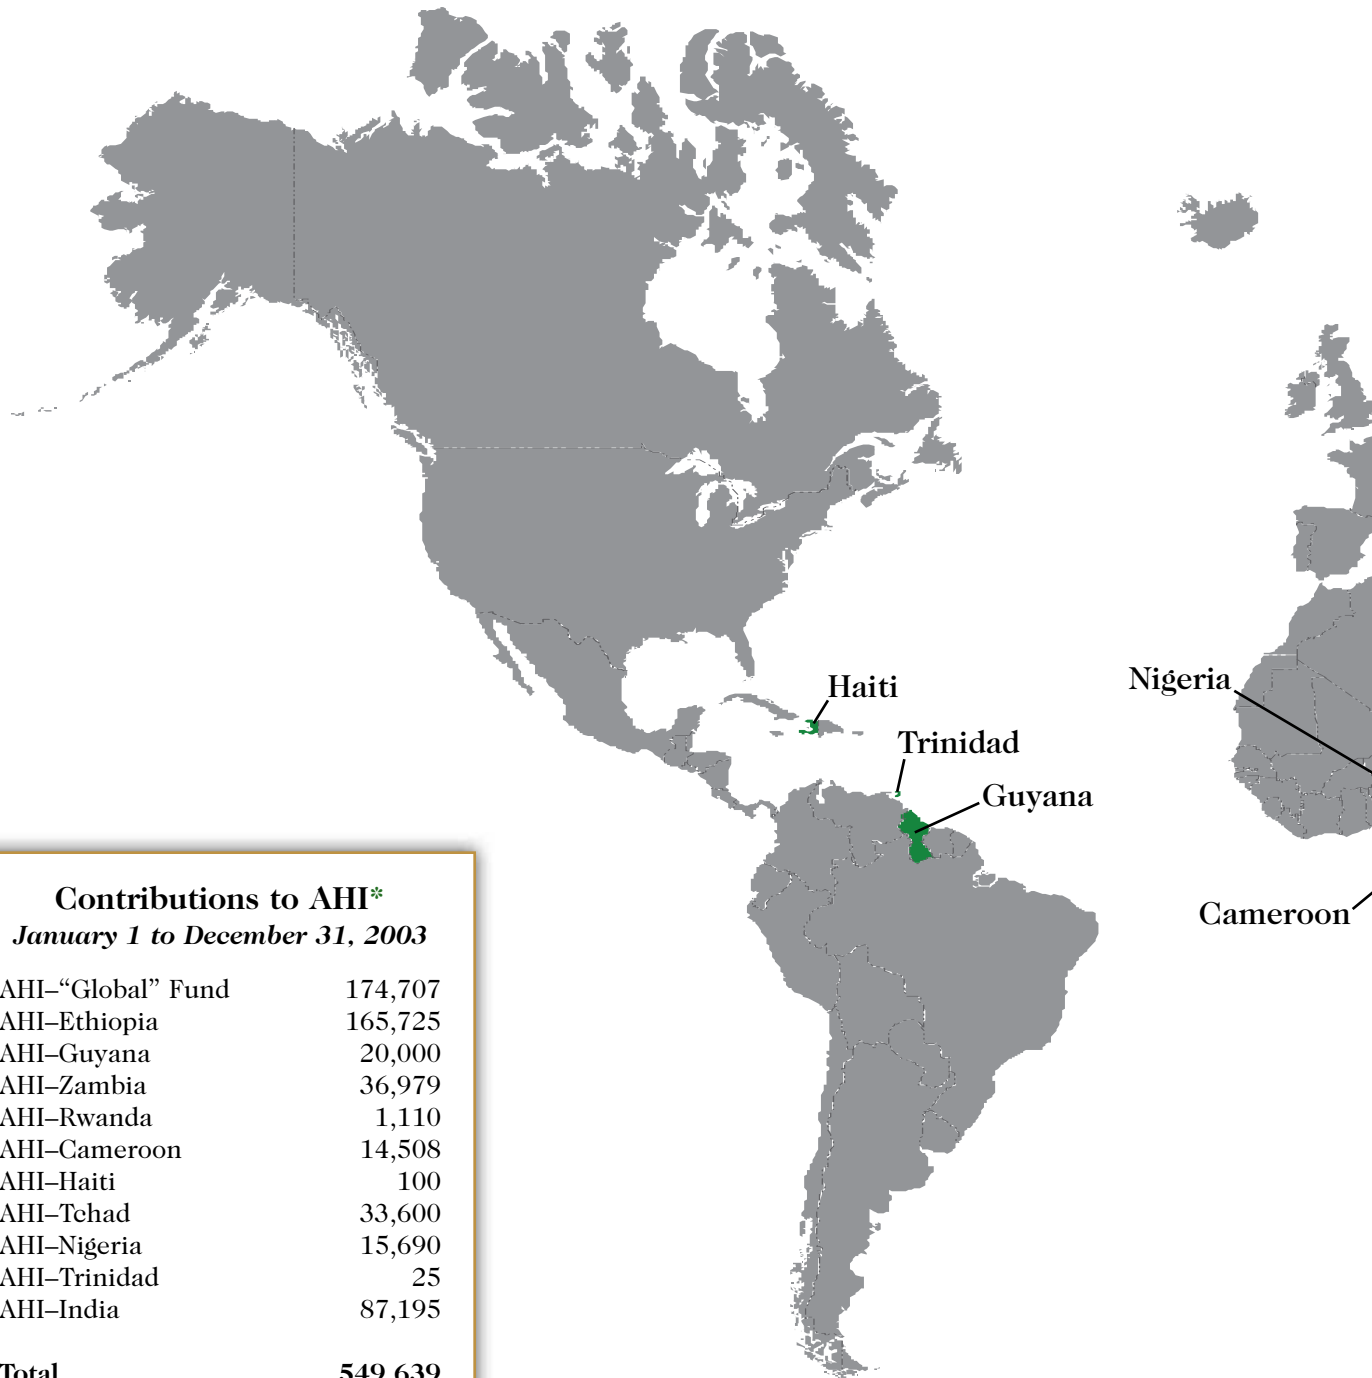 Haiti
Nigeria
Trinidad
Guyana
Cameroon
Contributions to AHI*
January 1 to December 31, 2003
AHI–“Global” Fund 174,707
AHI–Ethiopia 165,725
AHI–Guyana 20,000
AHI–Zambia 36,979
AHI–Rwanda 1,110
AHI–Cameroon 14,508
AHI–Haiti 100
AHI–Tchad 33,600
AHI–Nigeria 15,690
AHI–Trinidad 25
AHI–India 87,195
Total 549,639